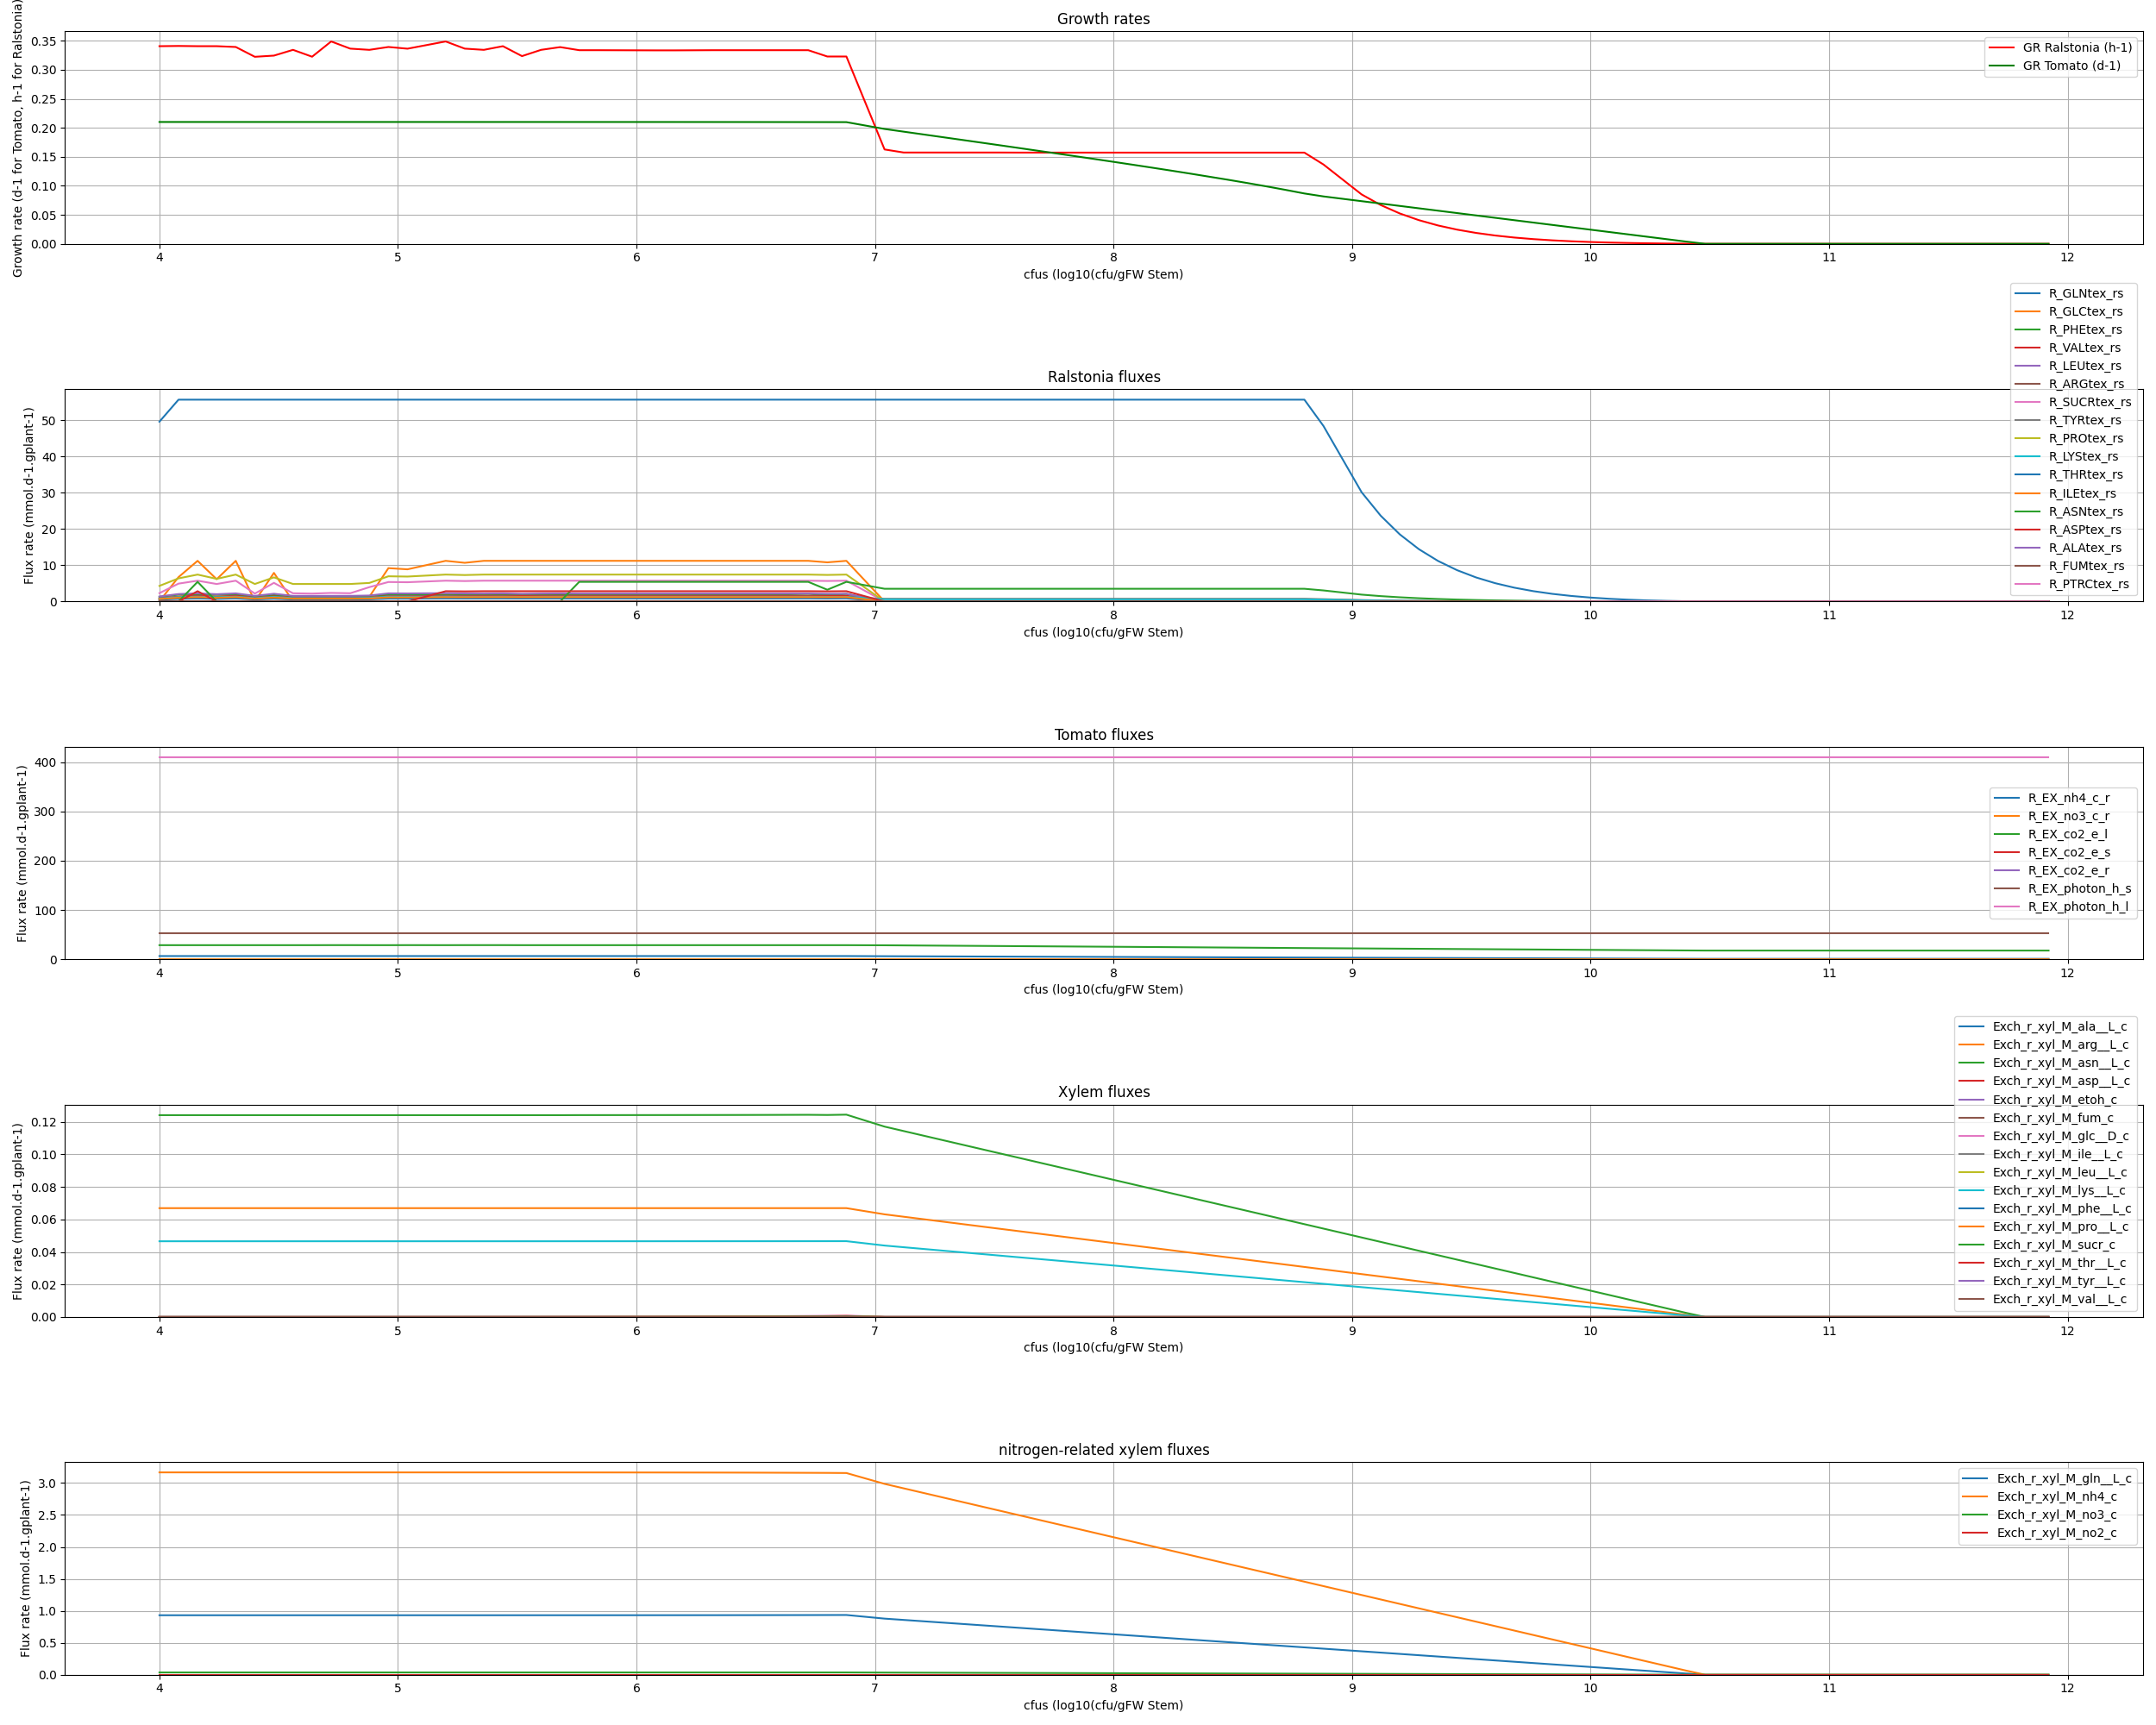 Growth rates
Growth rate (d-1 for Tomato, h-1 for Ralstonia)
0.35
0.30
0.25
0.20
0.15
0.10
0.05
0.00
GR Ralstonia (h-1)
GR Tomato (d-1)
4 5 6 7 8 9 10 11 12
cfus (log10(cfu/gFW Stem)
Ralstonia fluxes
Flux rate (mmol.d-1.gplant-1)
50
40
30
20
10
0
R_GLNtex_rs
R_GLCtex_rs
R_PHEtex_rs
R_VALtex_rs
R_LEUtex_rs
R_ARGtex_rs
R_SUCRtex_rs
R_TYRtex_rs
R_PROtex_rs
R_LYStex_rs
R_THRtex_rs
R_ILEtex_rs
R_ASNtex_rs
R_ASPtex_rs
R_ALAtex_rs
R_FUMtex_rs
R_PTRCtex_rs
4 5 6 7 8 9 10 11 12
cfus (log10(cfu/gFW Stem)
Tomato fluxes
Flux rate (mmol.d-1.gplant-1)
400
300
200
100
0
R_EX_nh4_c_r
R_EX_no3_c_r
R_EX_co2_e_l
R_EX_co2_e_s
R_EX_co2_e_r
R_EX_photon_h_s
R_EX_photon_h_l
4 5 6 7 8 9 10 11 12
cfus (log10(cfu/gFW Stem)
Xylem fluxes
Flux rate (mmol.d-1.gplant-1)
0.12
0.10
0.08
0.06
0.04
0.02
0.00
Exch_r_xyl_M_ala__L_c
Exch_r_xyl_M_arg__L_c
Exch_r_xyl_M_asn__L_c
Exch_r_xyl_M_asp__L_c
Exch_r_xyl_M_etoh_c
Exch_r_xyl_M_fum_c
Exch_r_xyl_M_glc__D_c
Exch_r_xyl_M_ile__L_c
Exch_r_xyl_M_leu__L_c
Exch_r_xyl_M_lys__L_c
Exch_r_xyl_M_phe__L_c
Exch_r_xyl_M_pro__L_c
Exch_r_xyl_M_sucr_c
Exch_r_xyl_M_thr__L_c
Exch_r_xyl_M_tyr__L_c
Exch_r_xyl_M_val__L_c
4 5 6 7 8 9 10 11 12
cfus (log10(cfu/gFW Stem)
nitrogen-related xylem fluxes
Flux rate (mmol.d-1.gplant-1)
3.0
2.5
2.0
1.5
1.0
0.5
0.0
Exch_r_xyl_M_gln__L_c
Exch_r_xyl_M_nh4_c
Exch_r_xyl_M_no3_c
Exch_r_xyl_M_no2_c
4 5 6 7 8 9 10 11 12
cfus (log10(cfu/gFW Stem)